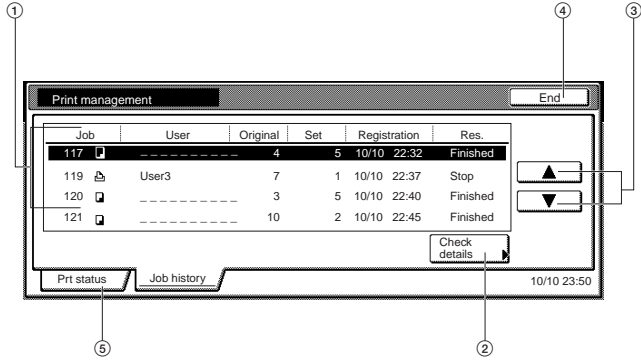 ① ④ ③
Print management End
Job User Original Set Registration Res.
117 _ _ _ _ _ _ _ _ _ _ _ 4 5 10/10 22:32 Finished
119 User3 7 1 10/10 22:37 Stop
120 _ _ _ _ _ _ _ _ _ _ _ 3 5 10/10 22:40 Finished
121 _ _ _ _ _ _ _ _ _ _ _ 10 2 10/10 22:45 Finished
Check
details
Prt status Job history 10/10 23:50
⑤ ②